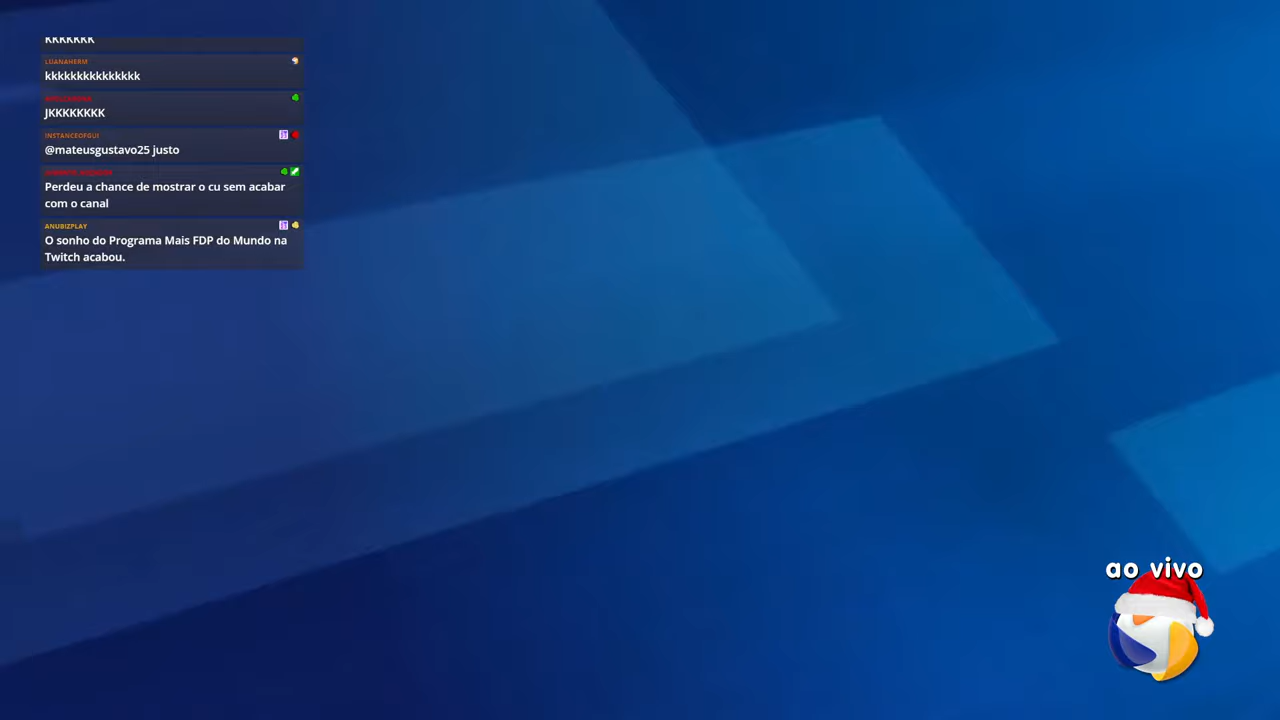 KKKKKKK
LUANAHERM
kkkkkkkkkkkkkkk
JKKKKKKKK
INSTANCEOFGUI
@mateusgustavo25 justo
Perdeu a chance de mostrar o cu sem acabar
com o canal
ANUBIZPLAY
O sonho do Programa Mais FDP do Mundo na
Twitch acabou.
ao vivo